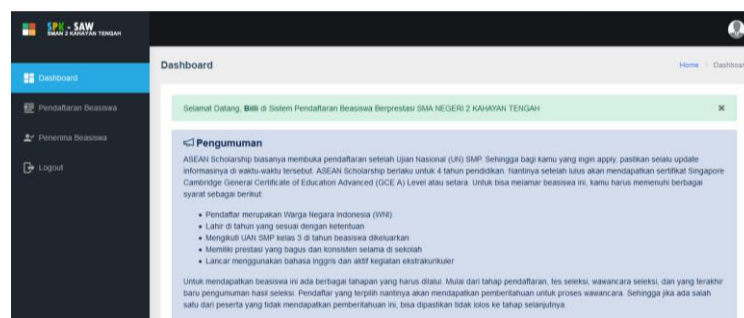 SPK - SAW
SMAN 2 KAHAYAN TENGAH
Dashboard
Pendaftaran Beasiswa
Penerima Beasiswa
Logout
Dashboard
Home Dashboar
Selamat Datang, Billi di Sistem Pendaftaran Beasiswa Berprestasi SMA NEGERI 2 KAHAYAN TENGAH
Pengumuman
ASEAN Scholarship biasanya membuka pendaftaran setelah Ujian Nasional (UN) SMP. Sehingga bagi kamu yang ingin apply, pastikan selalu update
informasinya di waktu-waktu tersebut. ASEAN Scholarship berlaku untuk 4 tahun pendidikan. Nantinya setelah lulus akan mendapatkan sertifikat Singapore
Cambridge General Certificate of Education Advanced (GCE A) Level atau setara. Untuk bisa melamar beasiswa ini, kamu harus memenuhi berbagai
syarat sebagai berikut:
• Pendaftar merupakan Warga Negara Indonesia (WNI)
• Lahir di tahun yang sesuai dengan ketentuan
• Mengikuti UAN SMP kelas 3 di tahun beasiswa dikeluarkan
• Memiliki prestasi yang bagus dan konsisten selama di sekolah
• Lancar menggunakan bahasa Inggris dan aktif kegiatan ekstrakurikuler
Untuk mendapatkan beasiswa ini ada berbagai tahapan yang harus dilalui. Mulai dari tahap pendaftaran, tes seleksi, wawancara seleksi, dan yang terakhir
baru pengumuman hasil seleksi. Pendaftar yang terpilih nantinya akan mendapatkan pemberitahuan untuk proses wawancara. Sehingga jika ada salah
satu dari peserta yang tidak mendapatkan pemberitahuan ini, bisa dipastikan tidak lolos ke tahap selanjutnya.